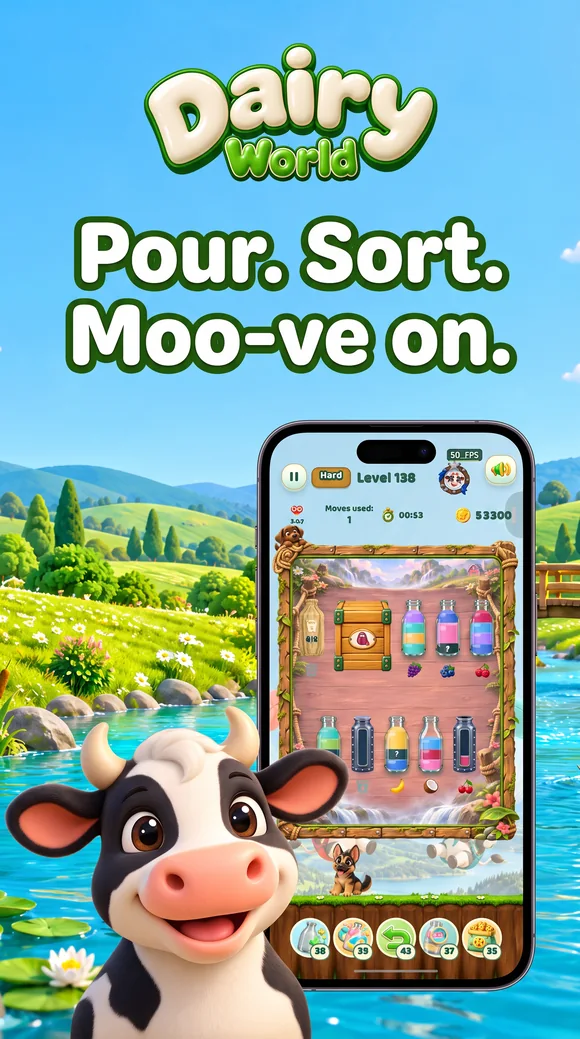 Dairy
World
Pour. Sort.
Moo-ve on.
50 FPS
Hard
Level 138
Moves used:
1
00:53
53300
?
?
38
39
43
37
35